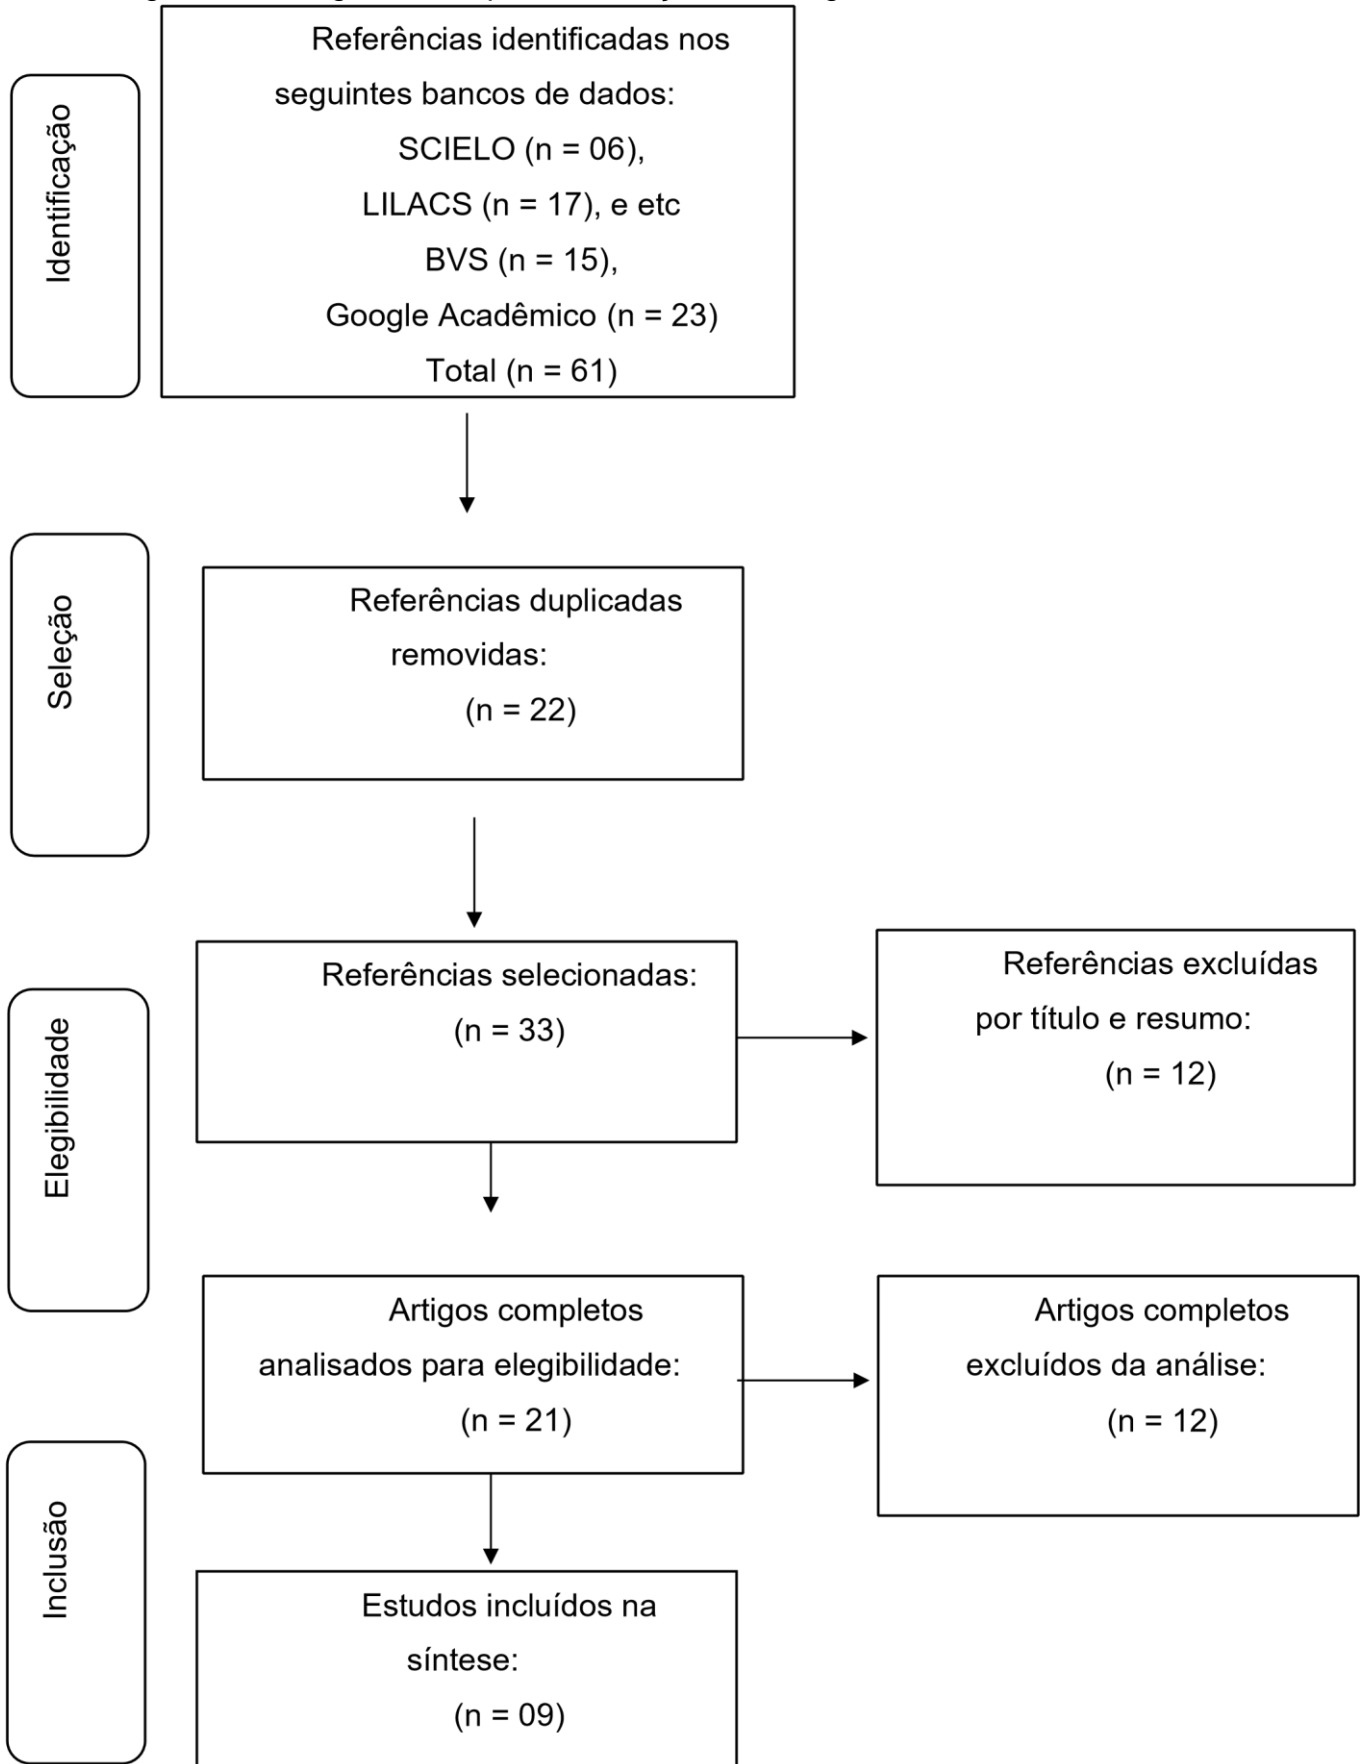 Referências identificadas nos
seguintes bancos de dados:
SCIELO (n = 06),
LILACS (n = 17), e etc
BVS (n = 15),
Google Acadêmico (n = 23)
Total (n = 61)
Identificação
Referências duplicadas
removidas:
(n = 22)
Seleção
Referências selecionadas:
(n = 33)
Referências excluídas
por título e resumo:
(n = 12)
Elegibilidade
Artigos completos
analisados para elegibilidade:
(n = 21)
Artigos completos
excluídos da análise:
(n = 12)
Inclusão
Estudos incluídos na
síntese:
(n = 09)